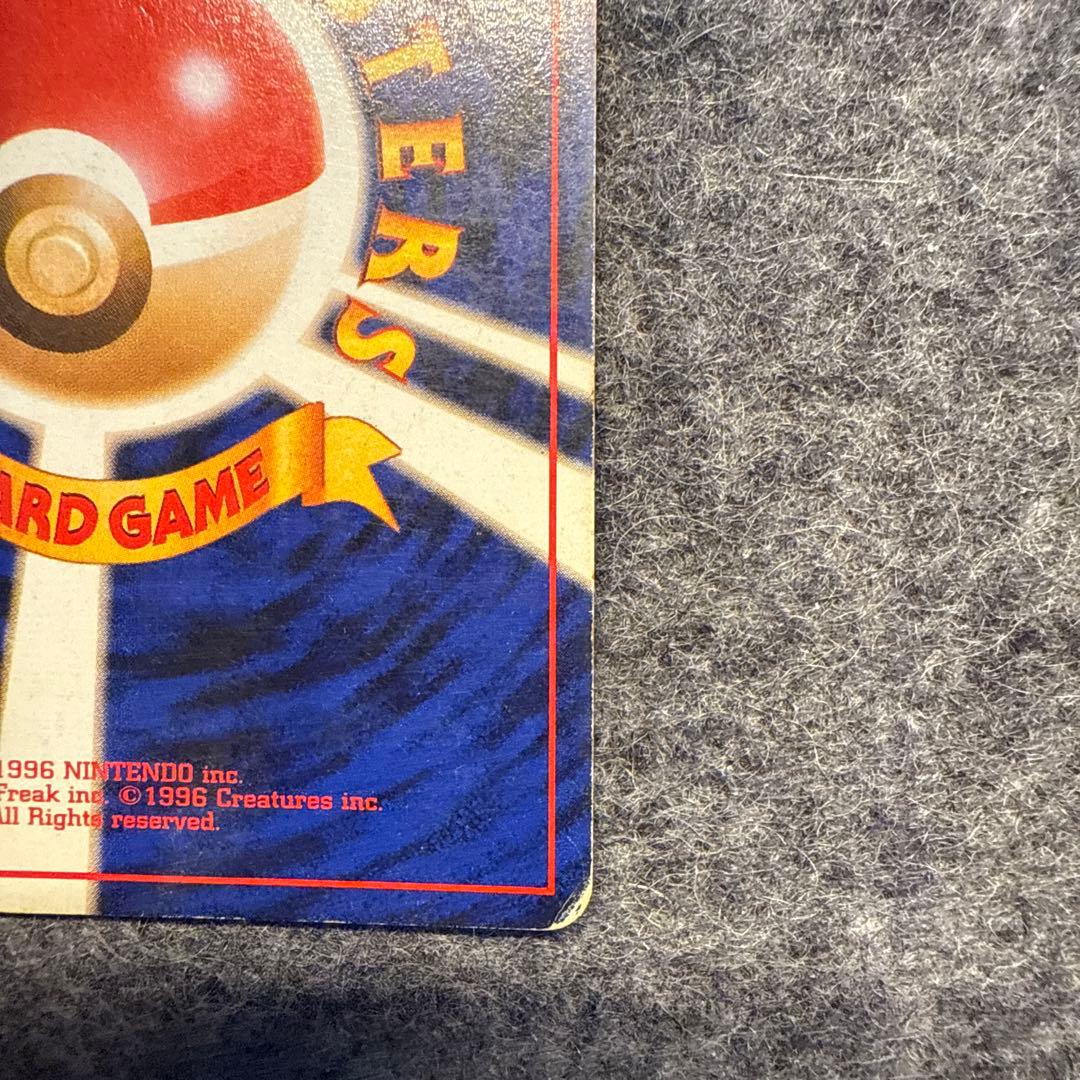 TERS
ARD GAME
1996 NINTENDO inc.
Freak inc. ©1996 Creatures inc.
All Rights reserved.